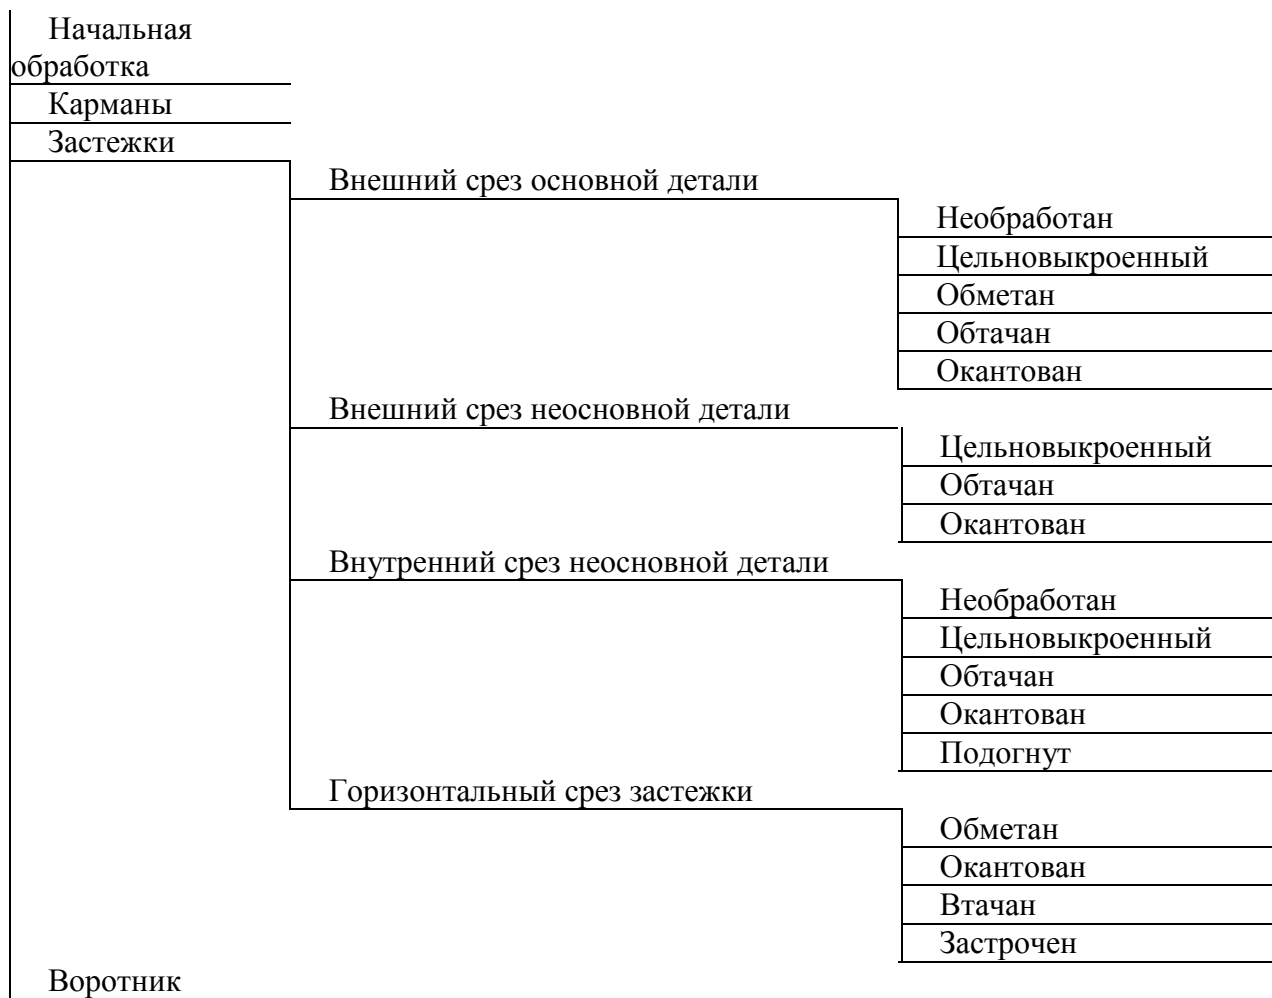 Начальная
обработка
Карманы
Застежки
Внешний срез основной детали
Необработан
Цельновыкроенный
Обметан
Обтачан
Окантован
Внешний срез неосновной детали
Цельновыкроенный
Обтачан
Окантован
Внутренний срез неосновной детали
Необработан
Цельновыкроенный
Обтачан
Окантован
Подогнут
Горизонтальный срез застежки
Обметан
Окантован
Втачан
Застрочен
Воротник